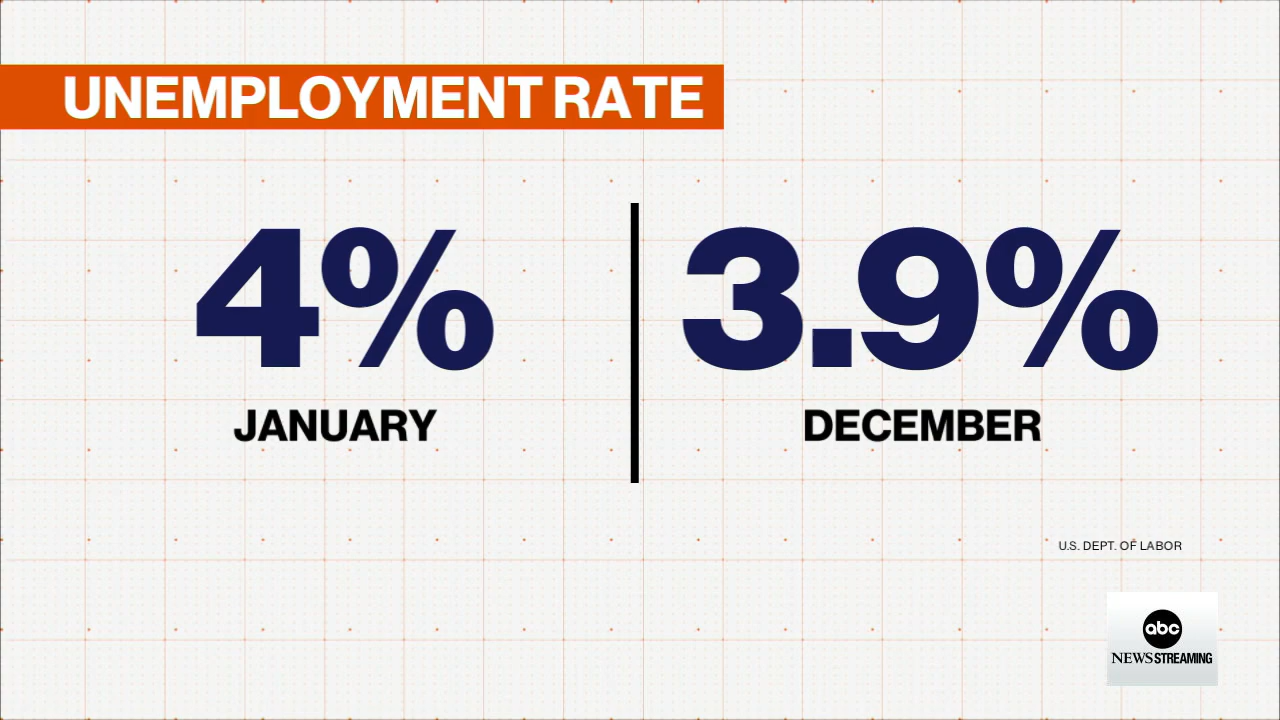 UNEMPLOYMENT RATE
4%
JANUARY
3.9%
DECEMBER
U.S. DEPT. OF LABOR
abc
NEWS STREAMING